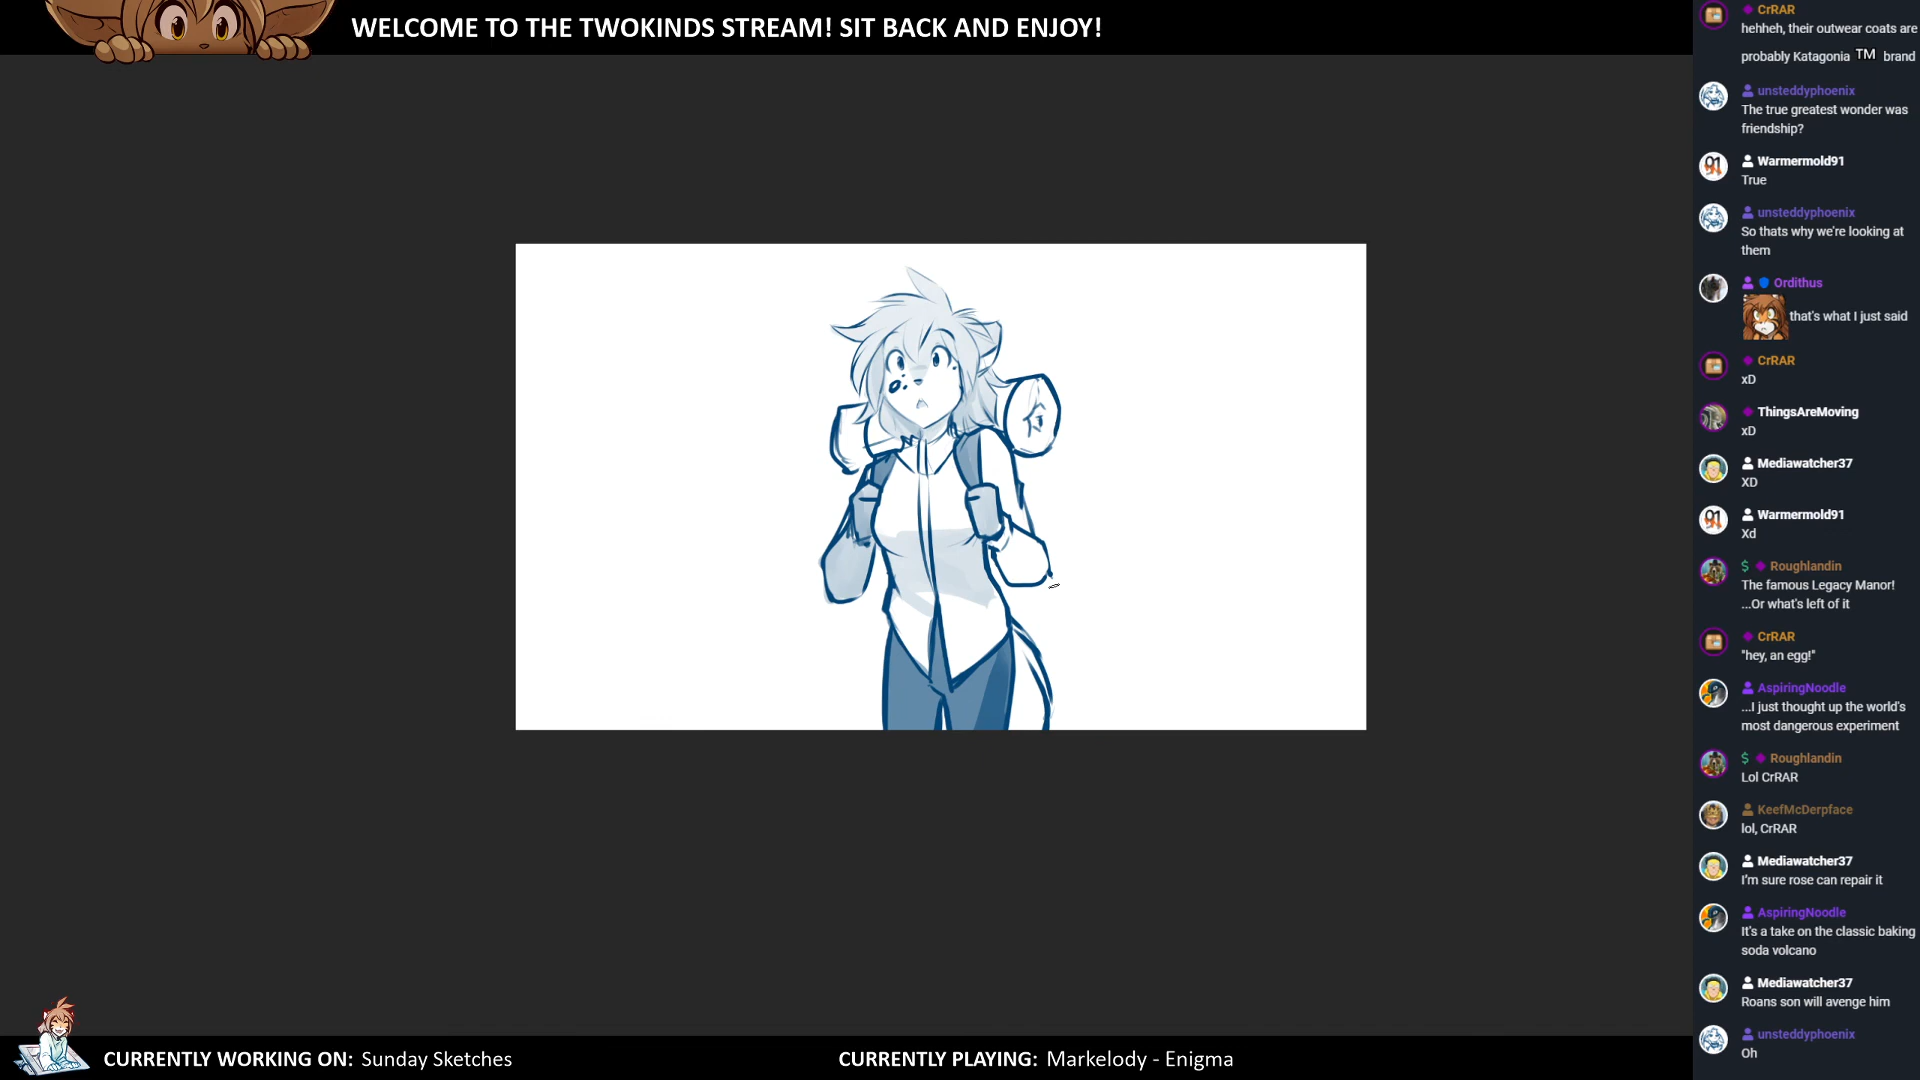 WELCOME TO THE TWOKINDS STREAM! SIT BACK AND ENJOY!
CrRAR
hehheh, their outwear coats are
probably Katagonia ™ brand
unsteddyphoenix
The true greatest wonder was
friendship?
Warmermold91
True
unsteddyphoenix
So thats why we're looking at
them
Ordithus
that's what I just said
CrRAR
xD
ThingsAreMoving
xD
Mediawatcher37
XD
Warmermold91
Xd
Roughlandin
The famous Legacy Manor!
...Or what's left of it
CrRAR
"hey, an egg!"
AspiringNoodle
...I just thought up the world's
most dangerous experiment
Roughlandin
Lol CrRAR
KeefMcDerpface
lol, CrRAR
Mediawatcher37
I'm sure rose can repair it
AspiringNoodle
It's a take on the classic baking
soda volcano
Mediawatcher37
Roans son will avenge him
unsteddyphoenix
Oh
CURRENTLY WORKING ON: Sunday Sketches
CURRENTLY PLAYING: Markelody - Enigma